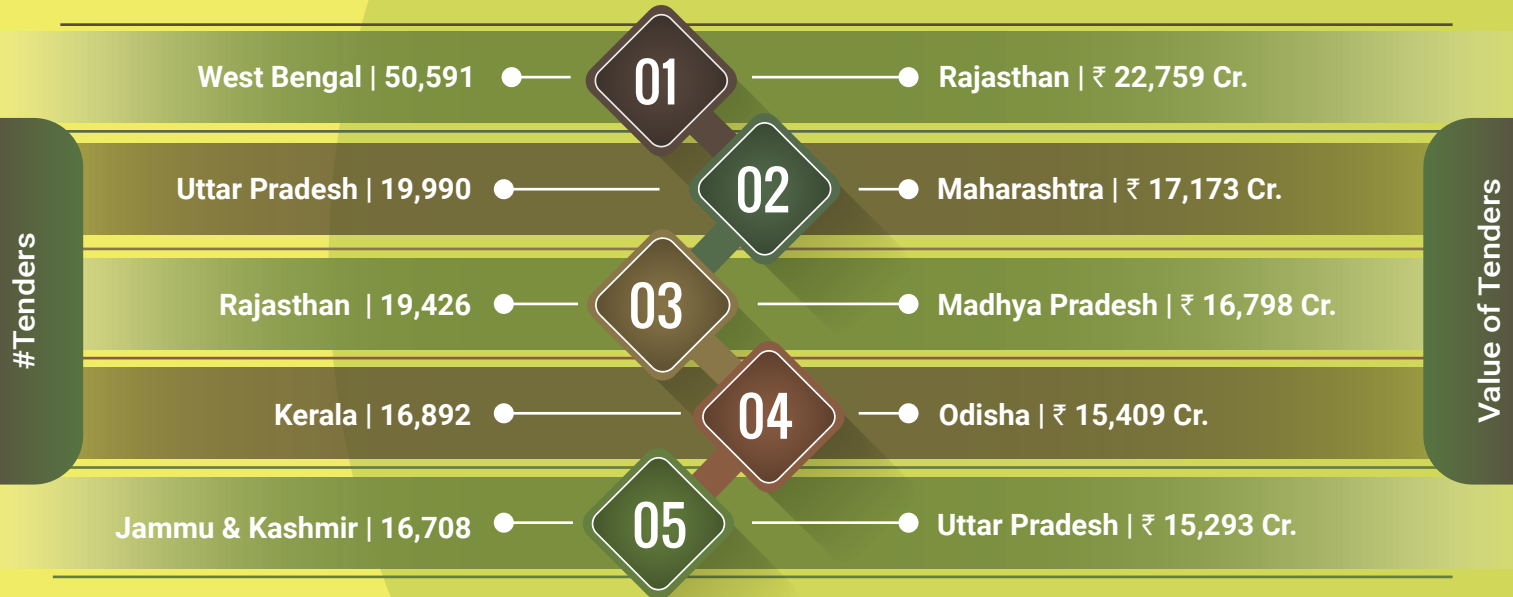 West Bengal | 50,591
01
Rajasthan | ₹ 22,759 Cr.
Uttar Pradesh | 19,990
02
Maharashtra | ₹ 17,173 Cr.
#Tenders
Rajasthan | 19,426
03
Madhya Pradesh | ₹ 16,798 Cr.
Value of Tenders
Kerala | 16,892
04
Odisha | ₹ 15,409 Cr.
Jammu & Kashmir | 16,708
05
Uttar Pradesh | ₹ 15,293 Cr.